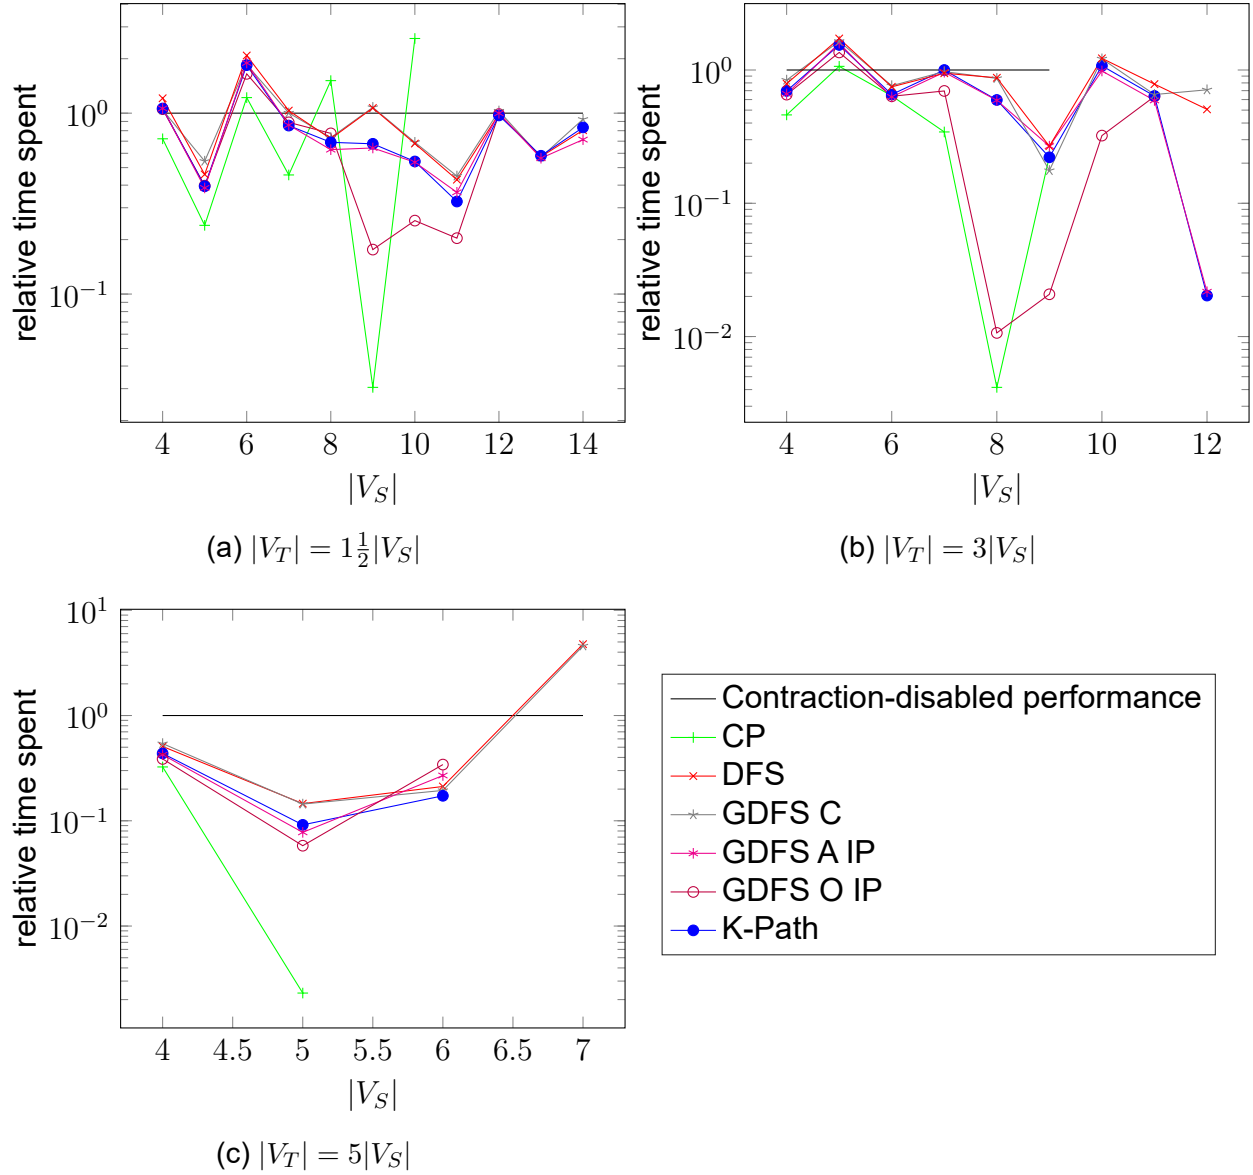 10^0
10^{-1}
relative time spent
4 6 8 10 12 14
|V_S|
(a) |V_T| = 1\frac{1}{2}|V_S|
10^0
10^{-1}
10^{-2}
relative time spent
4 6 8 10 12
|V_S|
(b) |V_T| = 3|V_S|
10^1
10^0
10^{-1}
10^{-2}
relative time spent
4 4.5 5 5.5 6 6.5 7
|V_S|
(c) |V_T| = 5|V_S|
Contraction-disabled performance
CP
DFS
GDFS C
GDFS A IP
GDFS O IP
K-Path